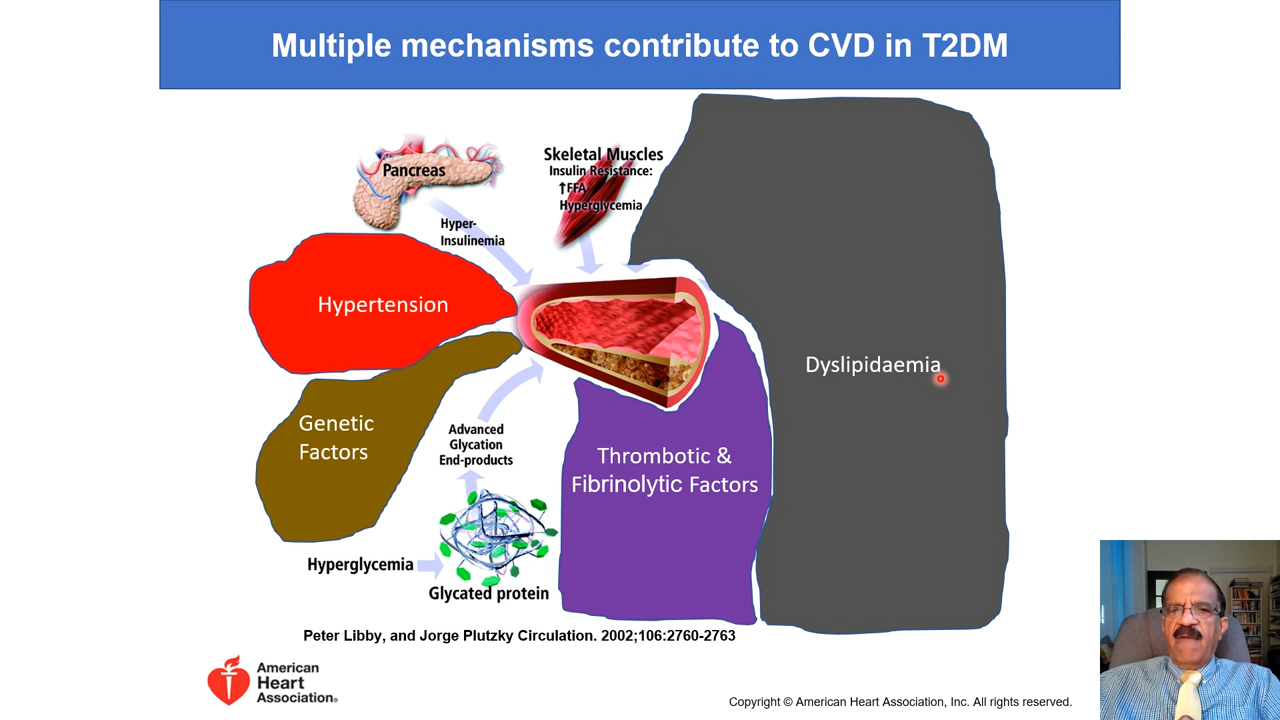 Multiple mechanisms contribute to CVD in T2DM
Pancreas
Hyper-
Insulinemia
Skeletal Muscles
Insulin Resistance:
↑FFA
Hyperglycemia
Hypertension
Genetic
Factors
Advanced
Glycation
End-products
Hyperglycemia
Glycated protein
Thrombotic &
Fibrinolytic Factors
Dyslipidaemia
Peter Libby, and Jorge Plutzky Circulation. 2002;106:2760-2763
American
Heart
Association®
Copyright © American Heart Association, Inc. All rights reserved.